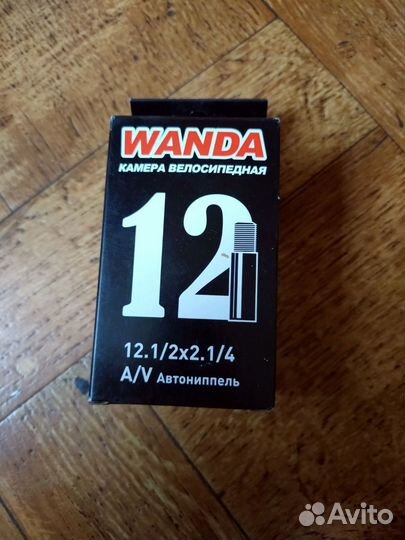 WANDA
КАМЕРА ВЕЛОСИПЕДНАЯ
12
12.1/2x2.1/4
A/V Автониппель
Avito